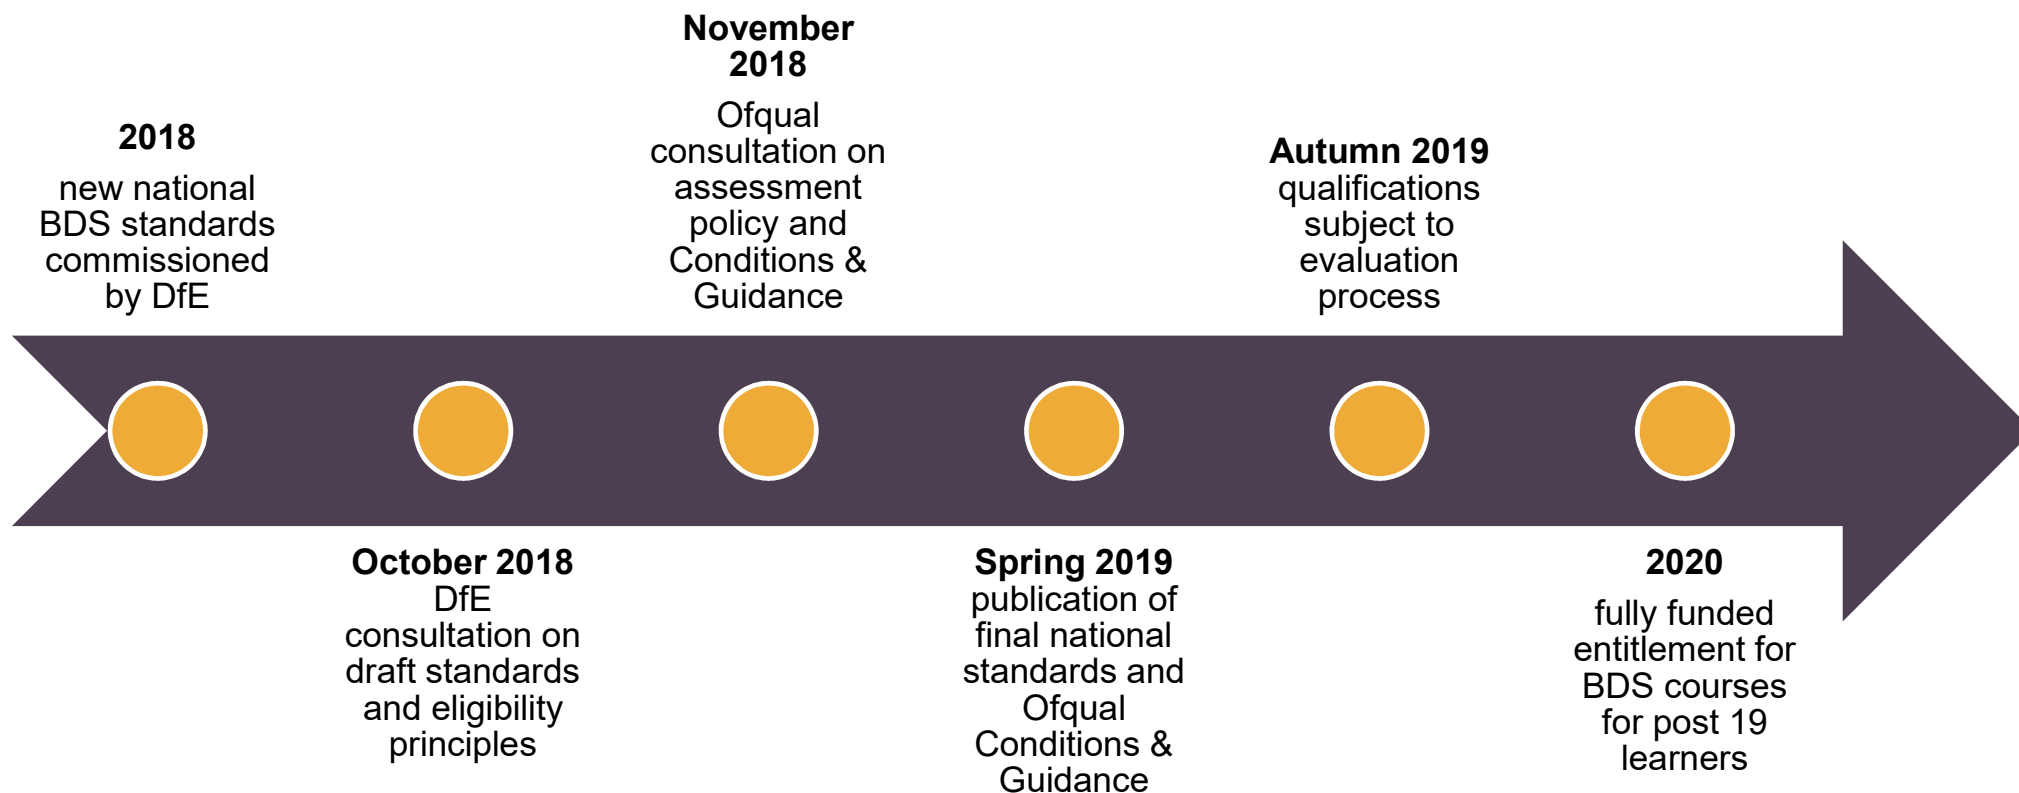 2018
new national
BDS standards
commissioned
by DfE
October 2018
DfE
consultation on
draft standards
and eligibility
principles
November
2018
Ofqual
consultation on
assessment
policy and
Conditions &
Guidance
Spring 2019
publication of
final national
standards and
Ofqual
Conditions &
Guidance
Autumn 2019
qualifications
subject to
evaluation
process
2020
fully funded
entitlement for
BDS courses
for post 19
learners